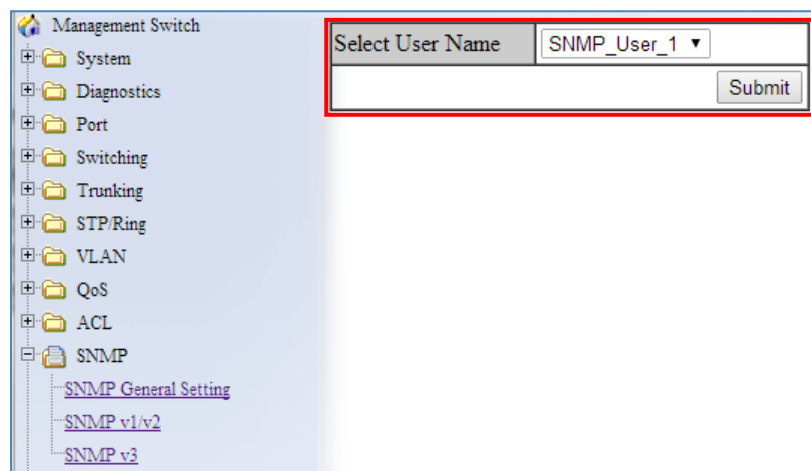 Management Switch
System
Diagnostics
Port
Switching
Trunking
STP/Ring
VLAN
QoS
ACL
SNMP
SNMP General Setting
SNMP v1/v2
SNMP v3
Select User Name SNMP_User_1
Submit